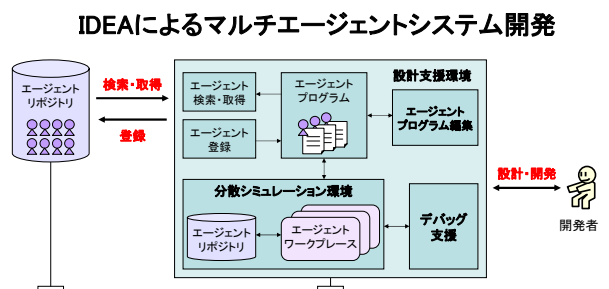 IDEAによるマルチエージェントシステム開発
エージェント
リポジトリ
検索・取得
登録
設計支援環境
エージェント
検索・取得
エージェント
登録
エージェント
プログラム
エージェント
プログラム編集
分散シミュレーション環境
エージェント
リポジトリ
エージェント
ワークプレース
デバッグ
支援
設計・開発
開発者